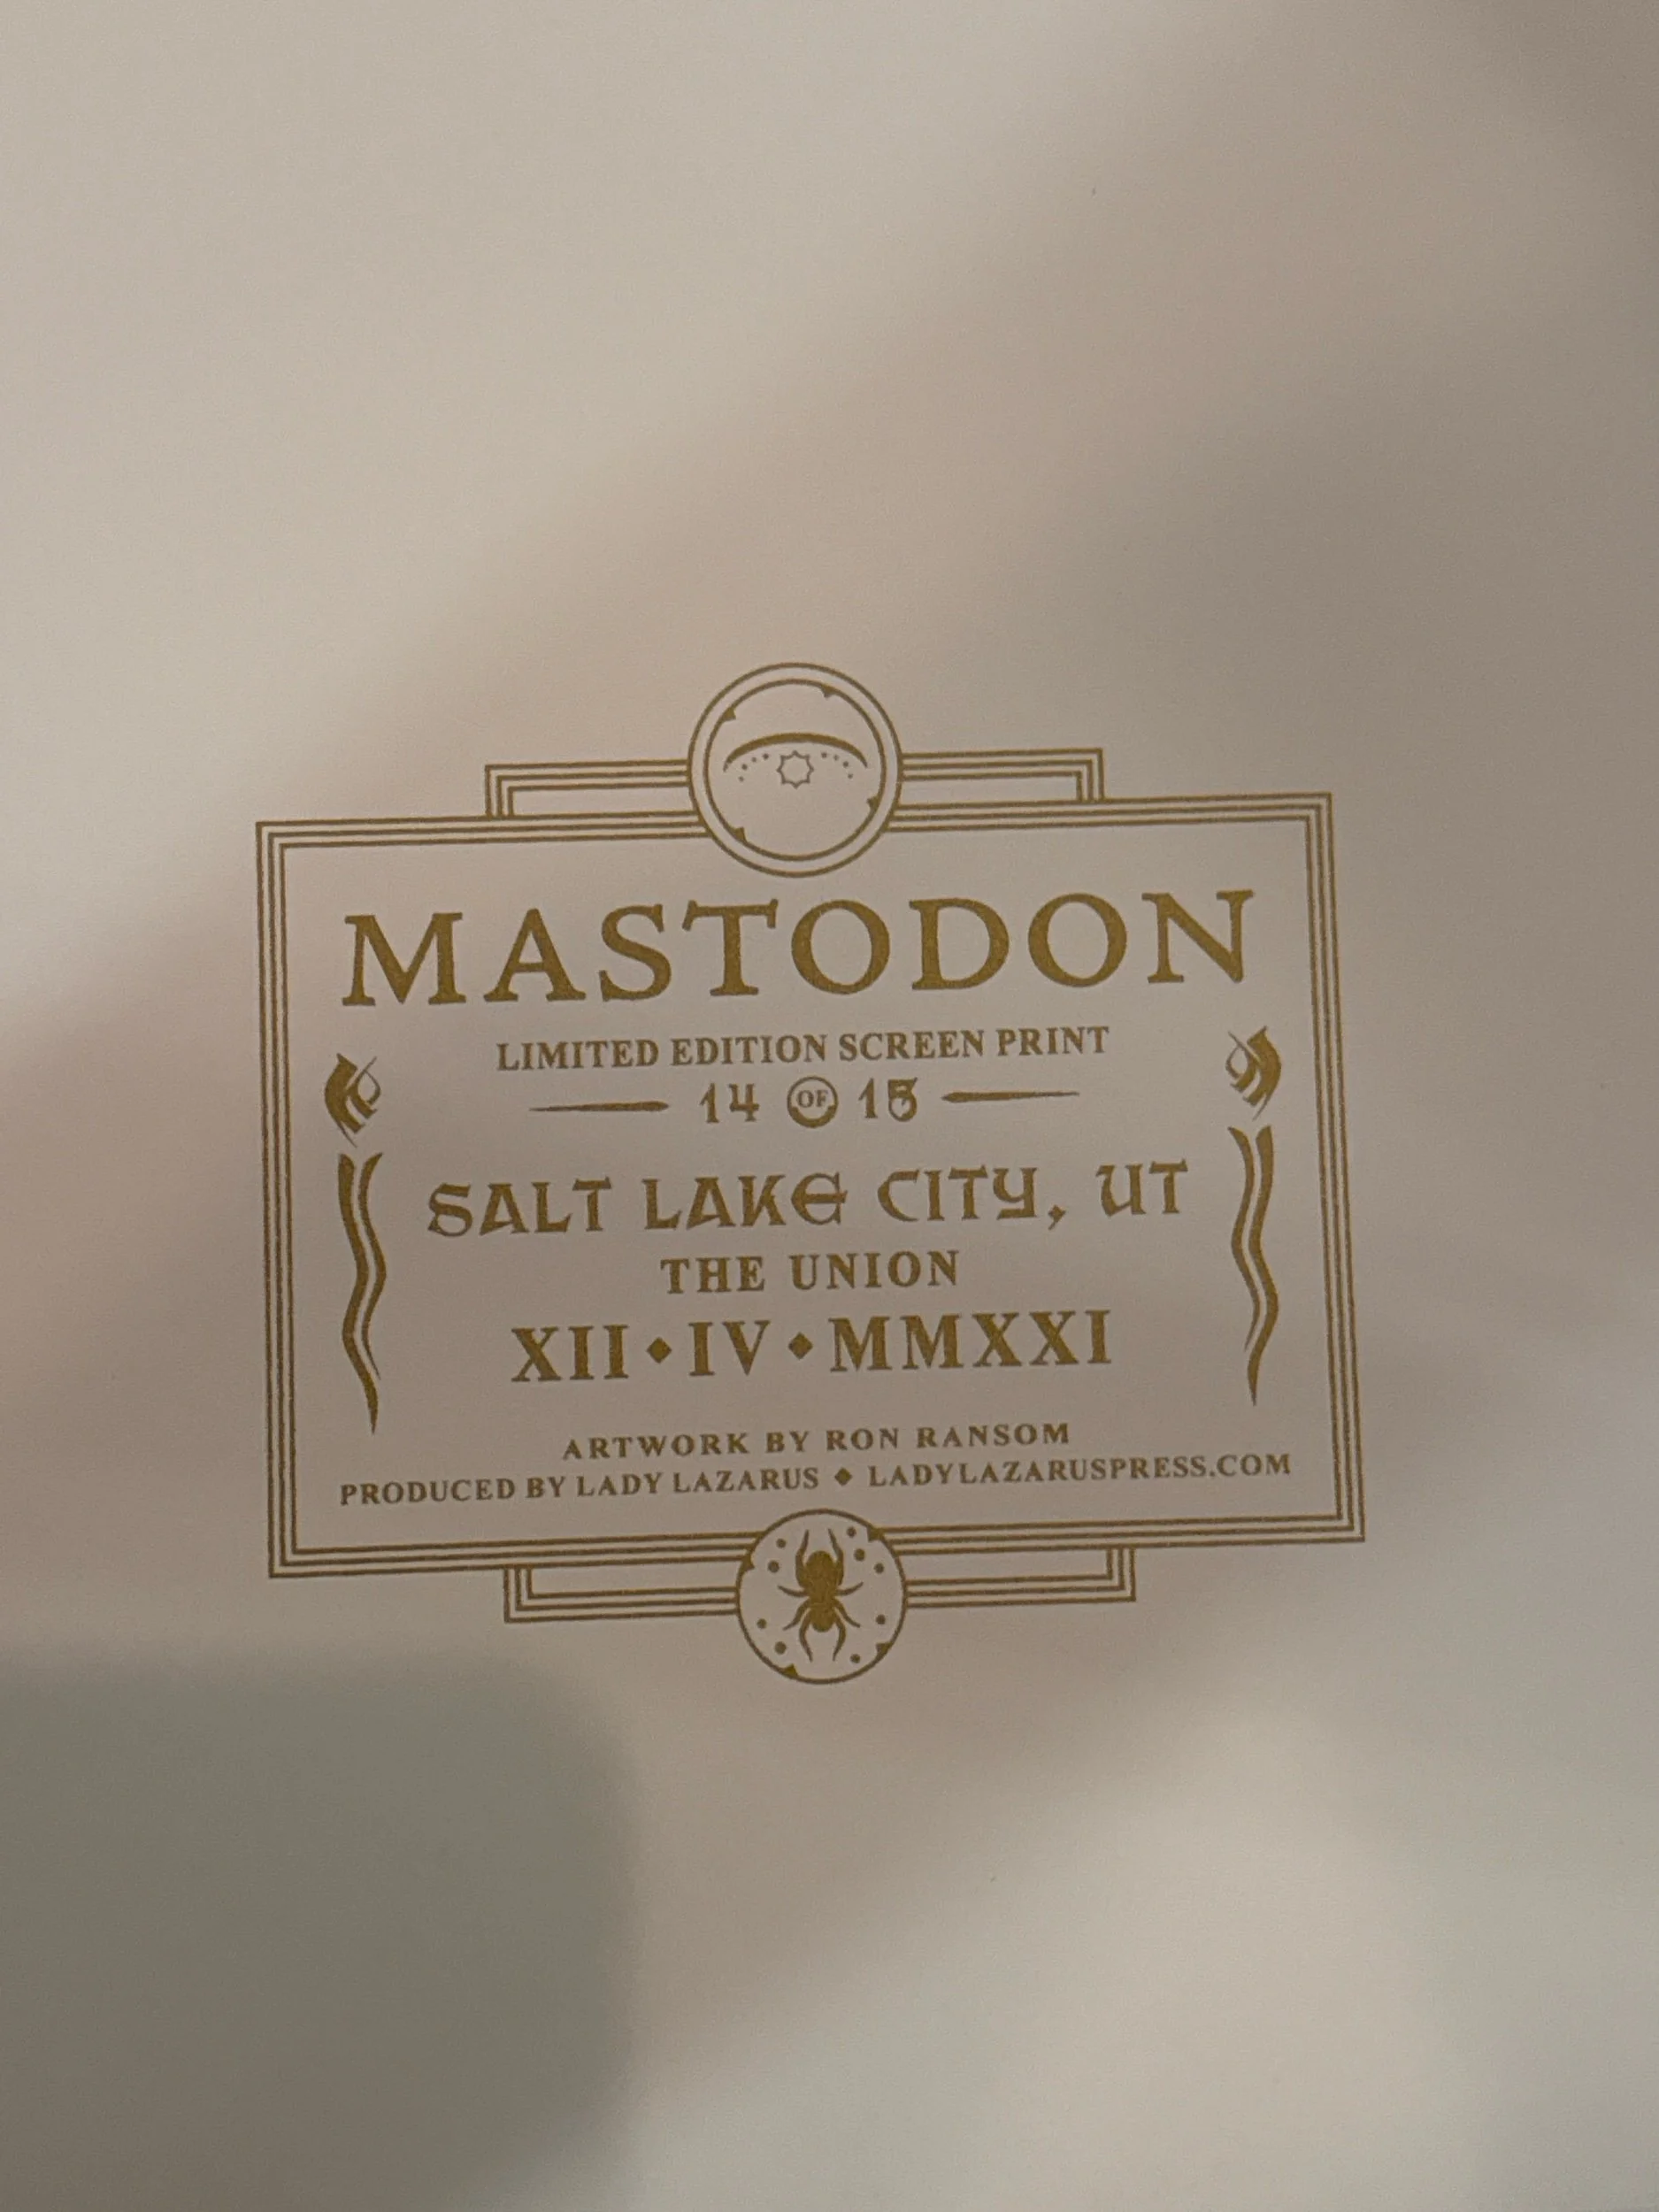 MASTODON
LIMITED EDITION SCREEN PRINT
14 OF 15
SALT LAKE CITY, UT
THE UNION
XII◆IV◆MMXXI
ARTWORK BY RON RANSOM
PRODUCED BY LADY LAZARUS ◆ LADYLAZARUSPRESS.COM